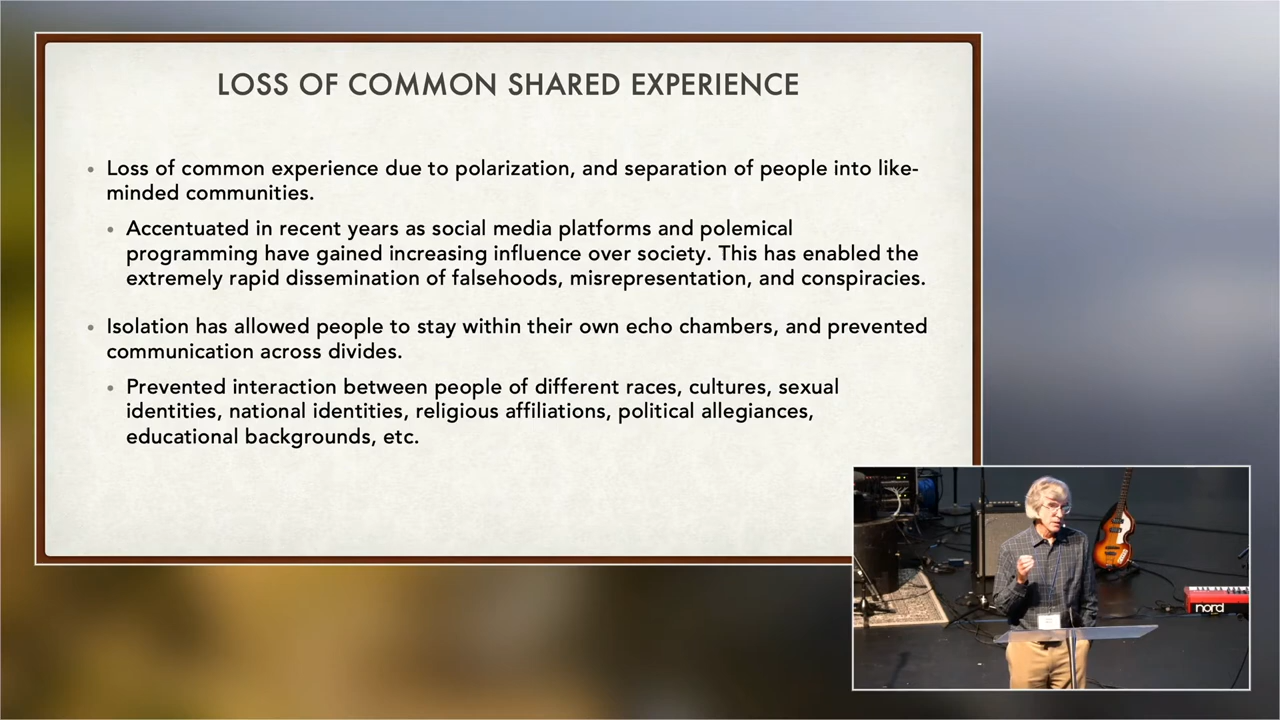 LOSS OF COMMON SHARED EXPERIENCE
• Loss of common experience due to polarization, and separation of people into like-
minded communities.
• Accentuated in recent years as social media platforms and polemical
programming have gained increasing influence over society. This has enabled the
extremely rapid dissemination of falsehoods, misrepresentation, and conspiracies.
• Isolation has allowed people to stay within their own echo chambers, and prevented
communication across divides.
• Prevented interaction between people of different races, cultures, sexual
identities, national identities, religious affiliations, political allegiances,
educational backgrounds, etc.
nord